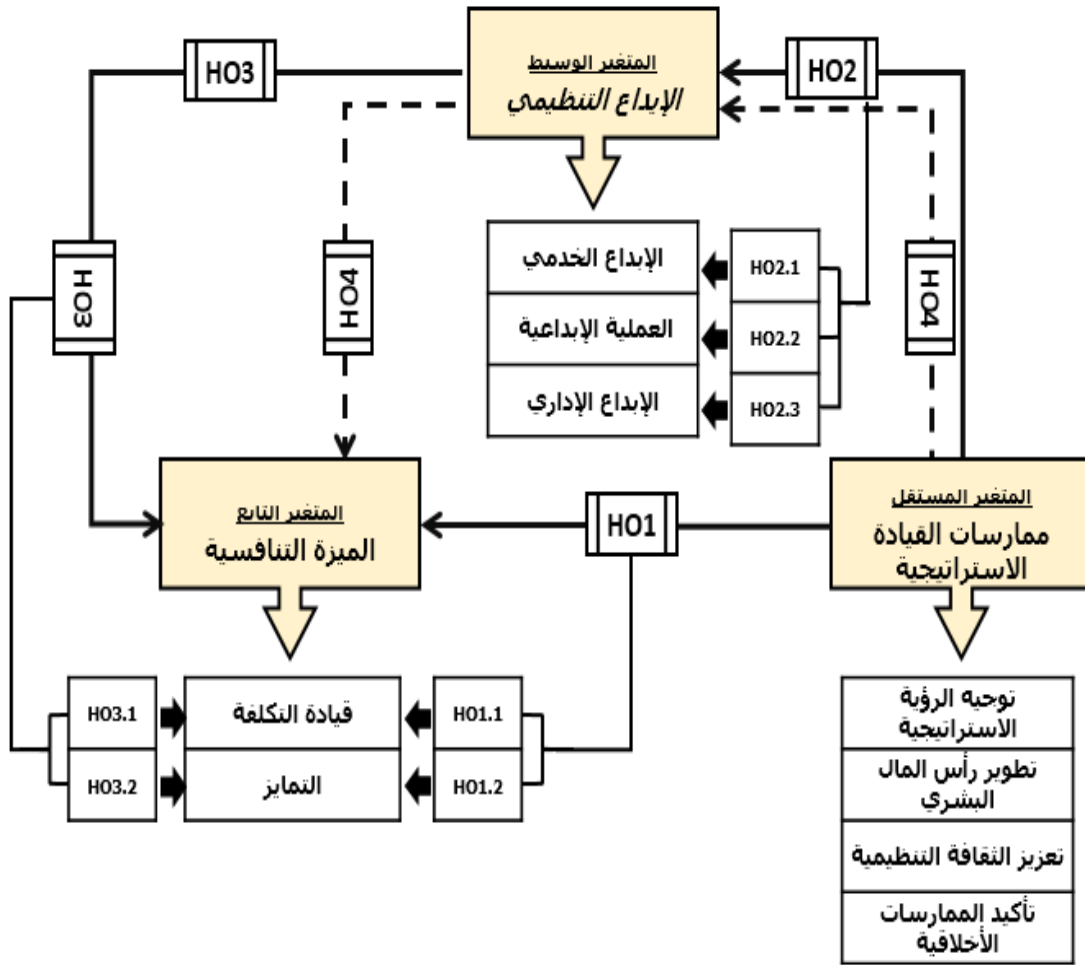 المتغير الوسيط
الإبداع التنظيمي
HO2
HO3
الإبداع الخدمي
العملية الإبداعية
الإبداع الإداري
HO2.1
HO2.2
HO2.3
HO4
HO4
HO3
المتغير المستقل
ممارسات القيادة
الاستراتيجية
HO1
المتغير التابع
الميزة التنافسية
توجيه الرؤية
الاستراتيجية
تطوير رأس المال
البشري
تعزيز الثقافة التنظيمية
تأكيد الممارسات
الأخلاقية
HO1.1
HO1.2
قيادة التكلفة
التمايز
HO3.1
HO3.2